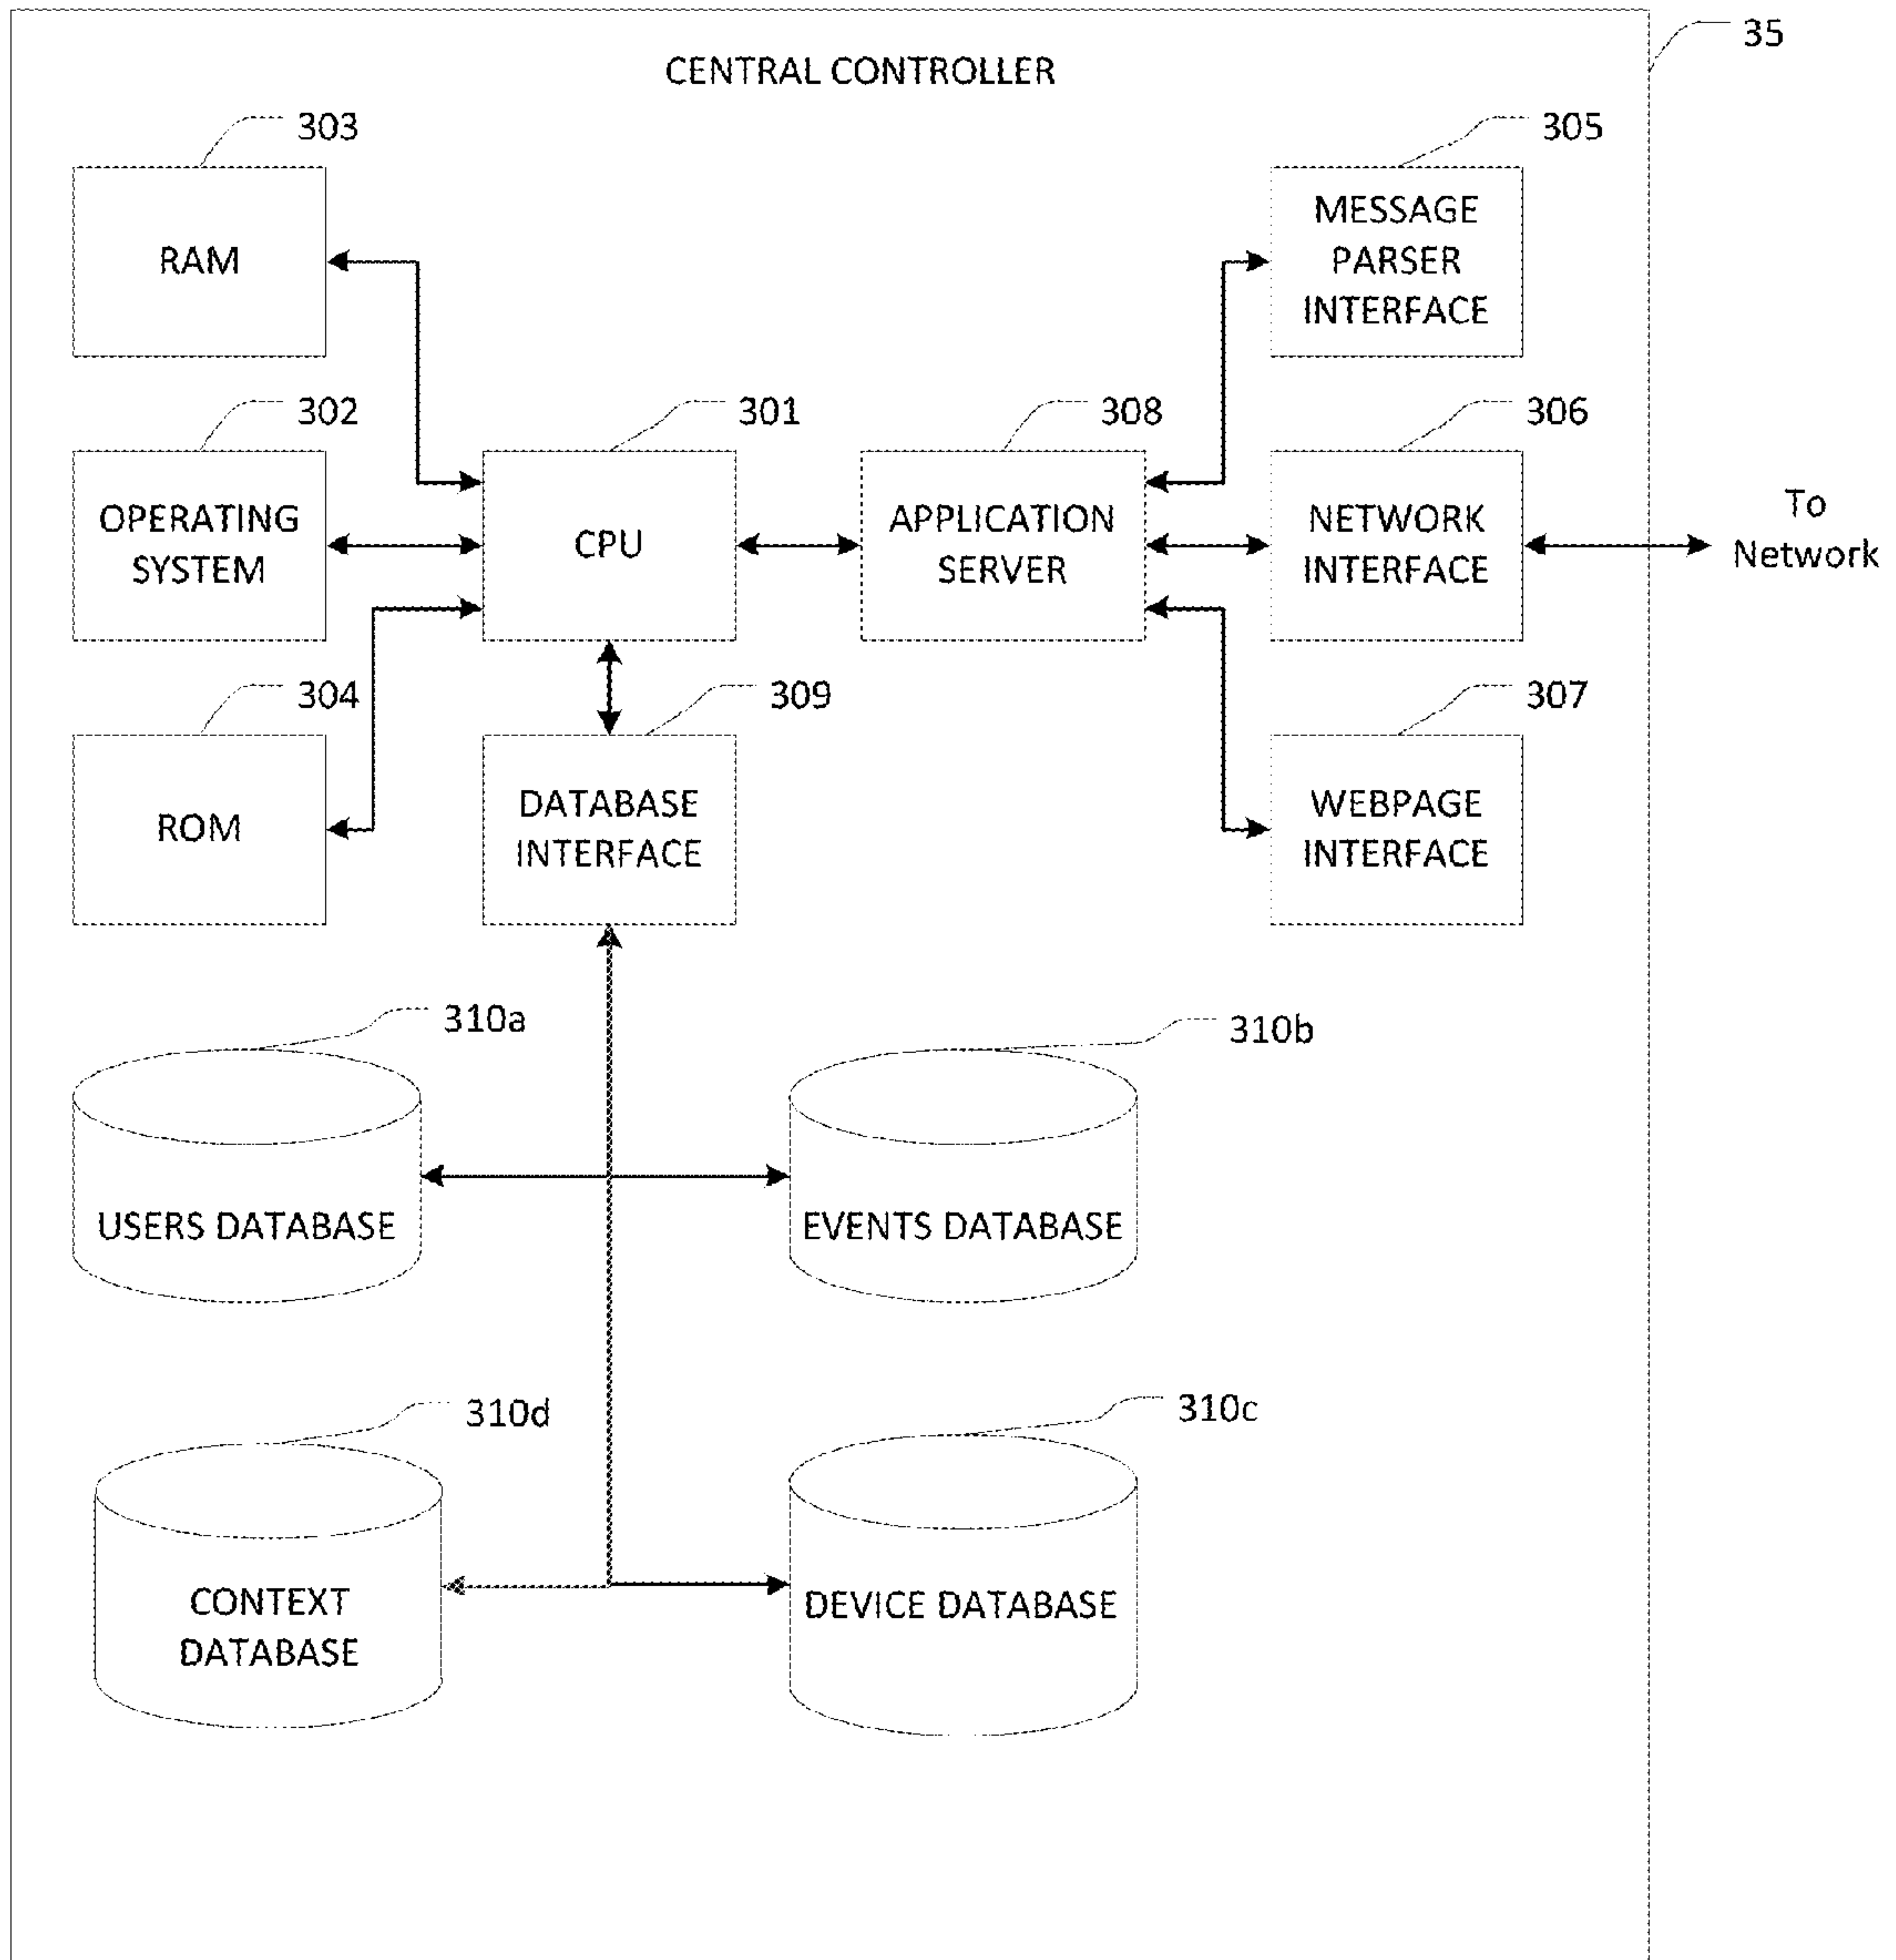 35
CENTRAL CONTROLLER
303
305
RAM
MESSAGE
PARSER
INTERFACE
302
301
308
306
OPERATING
SYSTEM
CPU
APPLICATION
SERVER
NETWORK
INTERFACE
To
Network
304
309
307
ROM
DATABASE
INTERFACE
WEBPAGE
INTERFACE
310a
310b
USERS DATABASE
EVENTS DATABASE
310d
310c
CONTEXT
DATABASE
DEVICE DATABASE